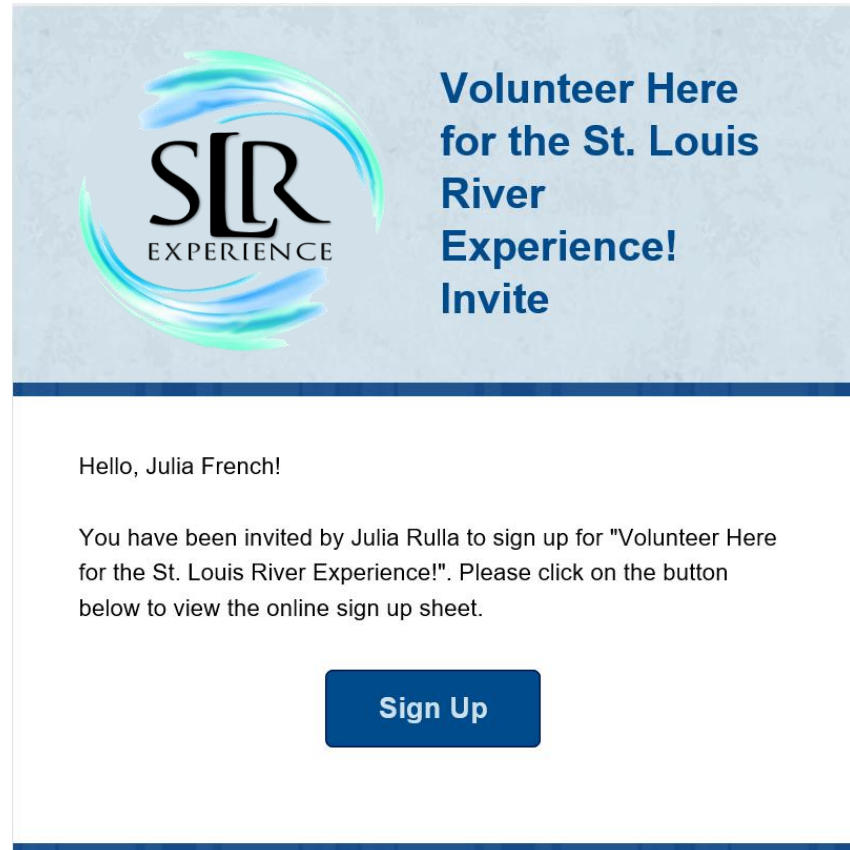 SLR
EXPERIENCE
Volunteer Here
for the St. Louis
River
Experience!
Invite
Hello, Julia French!
You have been invited by Julia Rulla to sign up for "Volunteer Here
for the St. Louis River Experience!". Please click on the button
below to view the online sign up sheet.
Sign Up